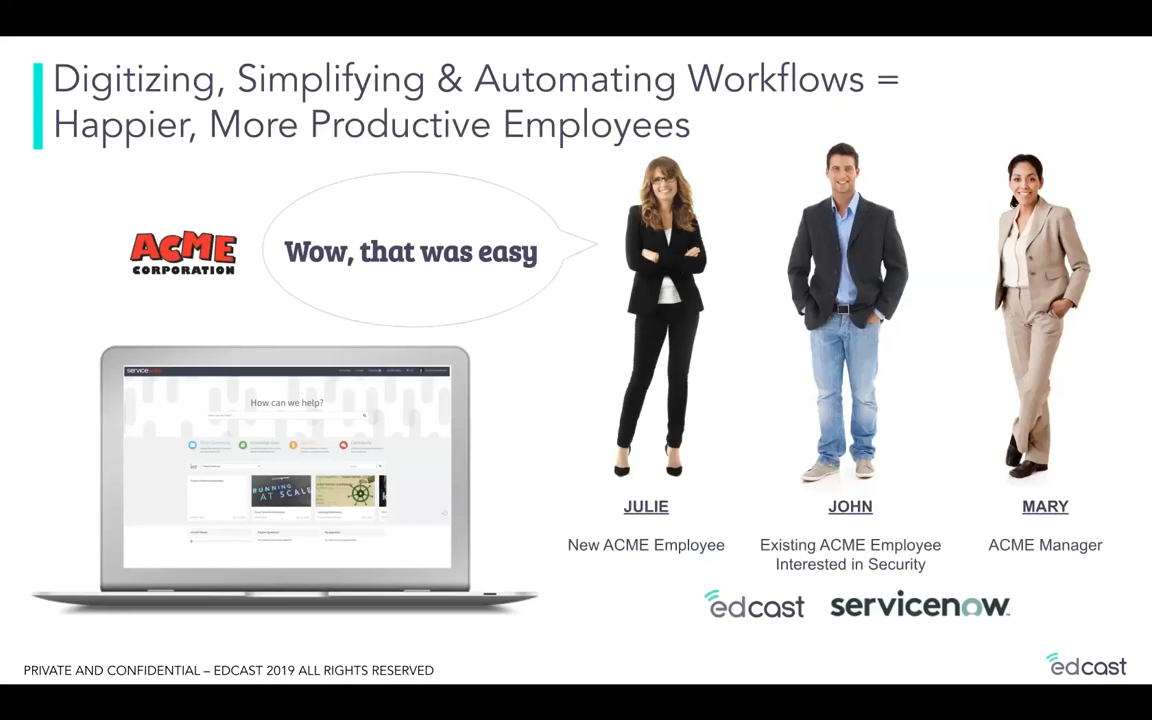 Digitizing, Simplifying & Automating Workflows =
Happier, More Productive Employees
ACME
CORPORATION
Wow, that was easy
service
How can we help?
RUNNING
AT SCALE
JULIE
JOHN
MARY
New ACME Employee
Existing ACME Employee
Interested in Security
ACME Manager
edcast
servicenow
PRIVATE AND CONFIDENTIAL – EDCAST 2019 ALL RIGHTS RESERVED
edcast